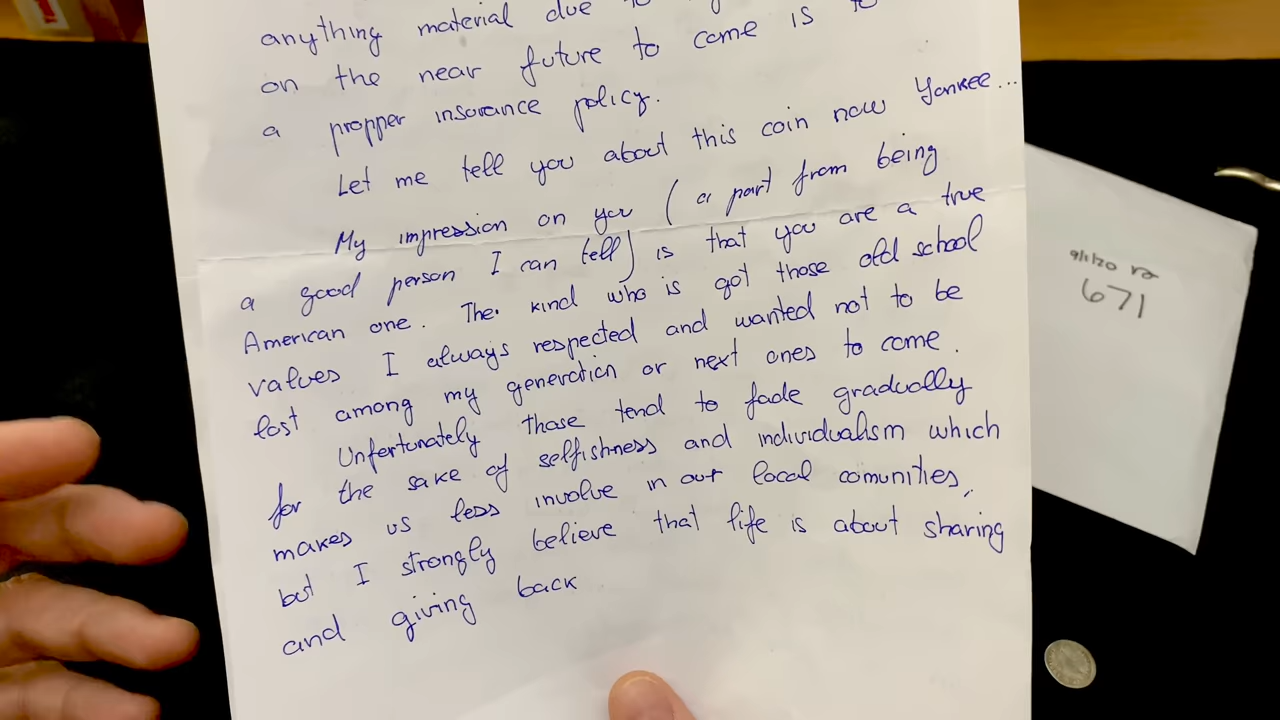 anything material due to
on the near future to come is to
a propper insurance policy.
Let me tell you about this coin now Yankee...
My impression on you ( a part from being
a good person I can tell) is that you are a true
American one. The kind who is got those old school
values I always respected and wanted not to be
lost among my generation or next ones to come.
Unfortunately those tend to fade gradually
for the sake of selfishness and individualism which
makes us less involve in our local comunities,
but I strongly believe that life is about sharing
and giving back
9/1/20
671